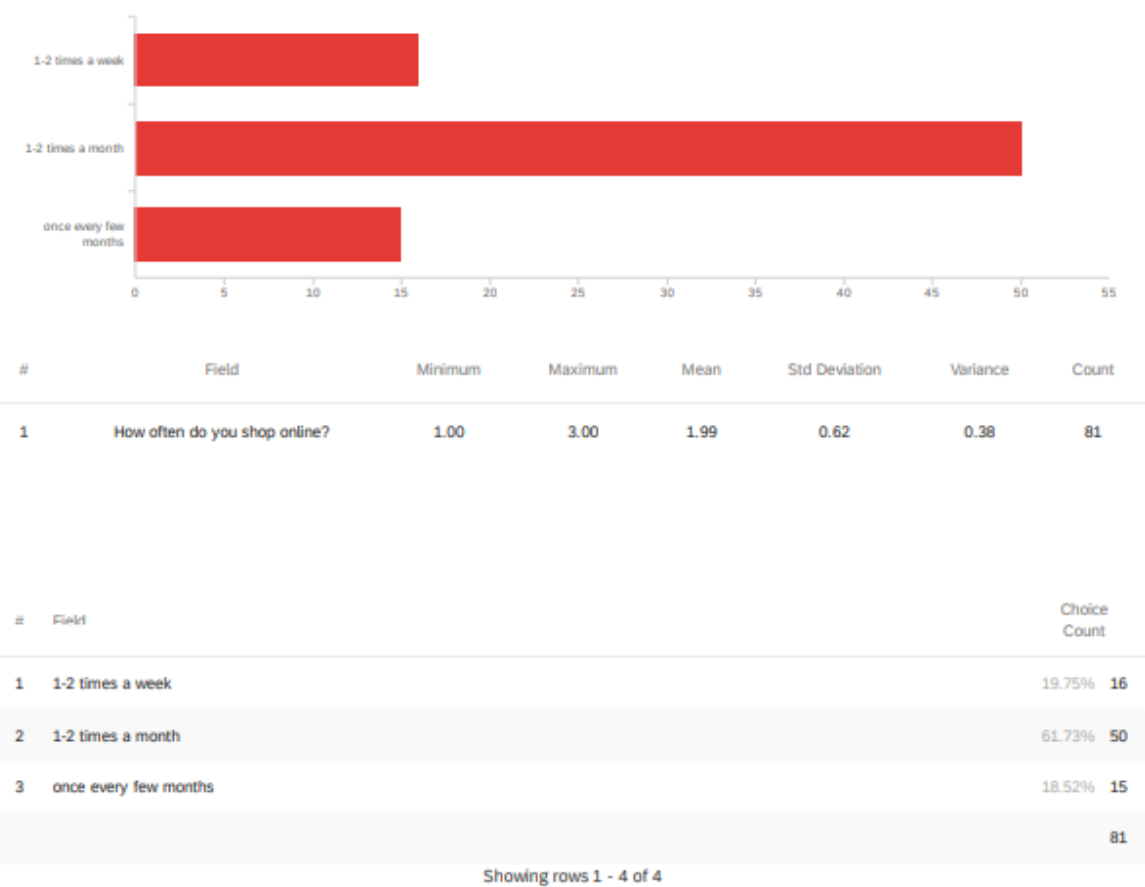 1-2 times a week
1-2 times a month
once every few
months
0 5 10 15 20 25 30 35 40 45 50 55
# Field Minimum Maximum Mean Std Deviation Variance Count
1 How often do you shop online? 1.00 3.00 1.99 0.62 0.38 81
# Field Choice
Count
1 1-2 times a week 19.75% 16
2 1-2 times a month 61.73% 50
3 once every few months 18.52% 15
81
Showing rows 1 - 4 of 4